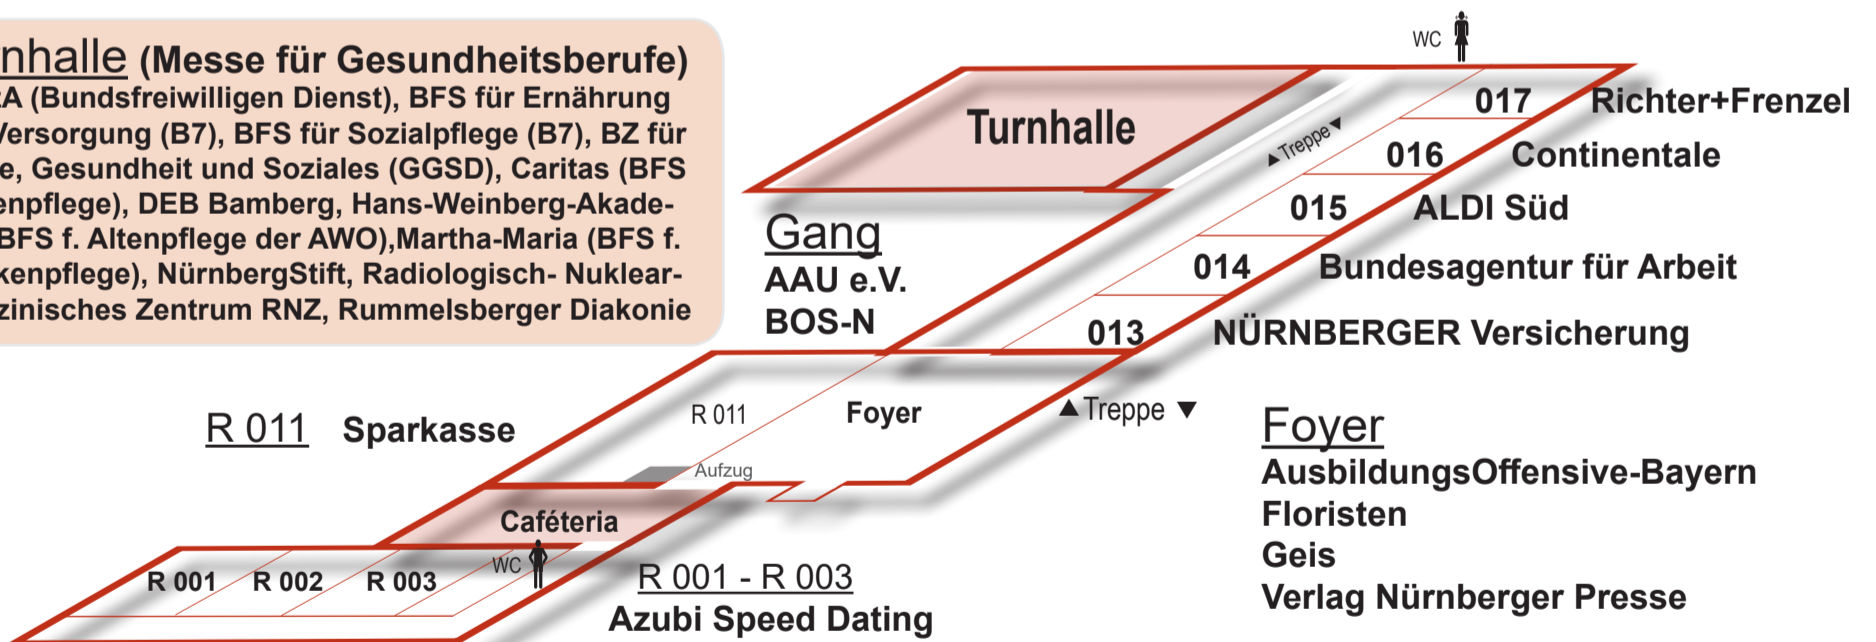 nhalle (Messe für Gesundheitsberufe)
A (Bundsfreiwilligen Dienst), BFS für Ernährung
Versorgung (B7), BFS für Sozialpflege (B7), BZ für
e, Gesundheit und Soziales (GGSD), Caritas (BFS
enpflege), DEB Bamberg, Hans-Weinberg-Akade-
BFS f. Altenpflege der AWO),Martha-Maria (BFS f.
kenpflege), NürnbergStift, Radiologisch- Nuklear-
zinisches Zentrum RNZ, Rummelsberger Diakonie
WC
Turnhalle
▲Treppe▼
017 Richter+Frenzel
016 Continentale
015 ALDI Süd
014 Bundesagentur für Arbeit
013 NÜRNBERGER Versicherung
Gang
AAU e.V.
BOS-N
R 011 Sparkasse
R 011
Foyer
▲Treppe ▼
Aufzug
Foyer
AusbildungsOffensive-Bayern
Floristen
Geis
Verlag Nürnberger Presse
Caféteria
WC
R 001 R 002 R 003
R 001 - R 003
Azubi Speed Dating